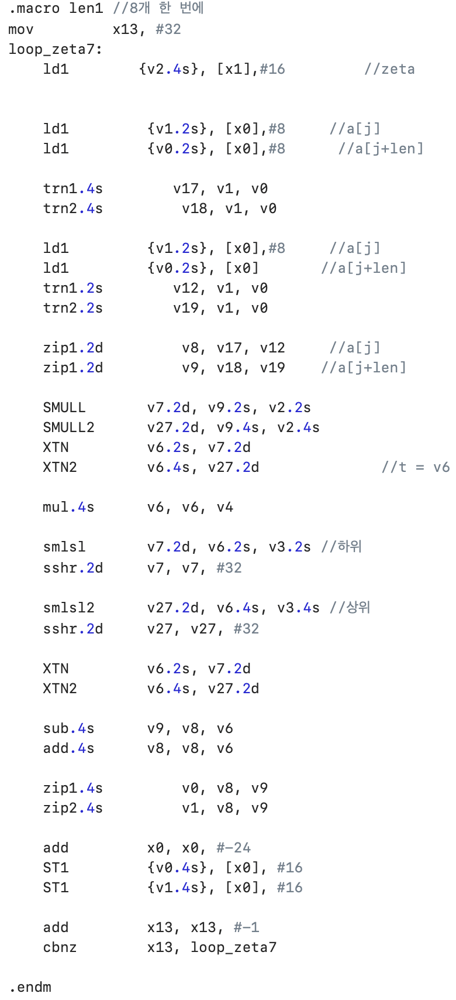 .macro len1 //8개 한 번에
mov x13, #32
loop_zeta7:
ld1 {v2.4s}, [x1],#16 //zeta
ld1 {v1.2s}, [x0],#8 //a[j]
ld1 {v0.2s}, [x0],#8 //a[j+len]
trn1.4s v17, v1, v0
trn2.4s v18, v1, v0
ld1 {v1.2s}, [x0],#8 //a[j]
ld1 {v0.2s}, [x0] //a[j+len]
trn1.2s v12, v1, v0
trn2.2s v19, v1, v0
zip1.2d v8, v17, v12 //a[j]
zip1.2d v9, v18, v19 //a[j+len]
SMULL v7.2d, v9.2s, v2.2s
SMULL2 v27.2d, v9.4s, v2.4s
XTN v6.2s, v7.2d
XTN2 v6.4s, v27.2d //t = v6
mul.4s v6, v6, v4
smlsl v7.2d, v6.2s, v3.2s //하위
sshr.2d v7, v7, #32
smlsl2 v27.2d, v6.4s, v3.4s //상위
sshr.2d v27, v27, #32
XTN v6.2s, v7.2d
XTN2 v6.4s, v27.2d
sub.4s v9, v8, v6
add.4s v8, v8, v6
zip1.4s v0, v8, v9
zip2.4s v1, v8, v9
add x0, x0, #-24
ST1 {v0.4s}, [x0], #16
ST1 {v1.4s}, [x0], #16
add x13, x13, #-1
cbnz x13, loop_zeta7
.endm